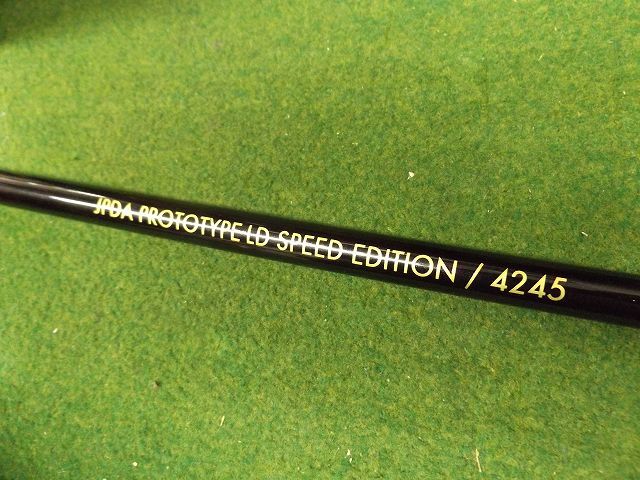 JPDA PROTOTYPE LD SPEED EDITION / 4245